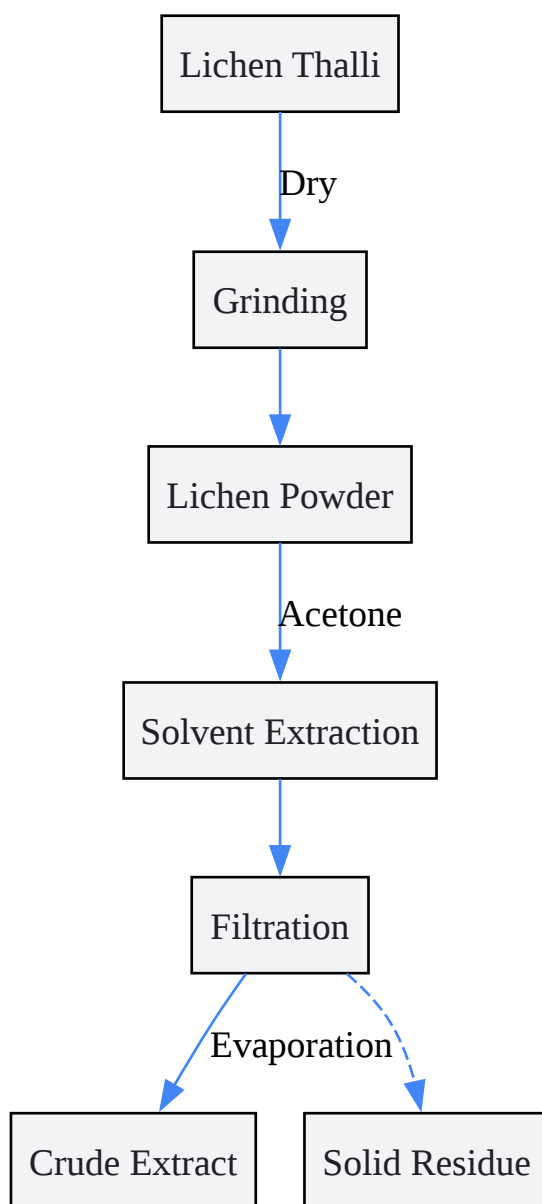 Lichen Thalli
Dry
Grinding
Lichen Powder
Acetone
Solvent Extraction
Filtration
Evaporation
Crude Extract
Solid Residue